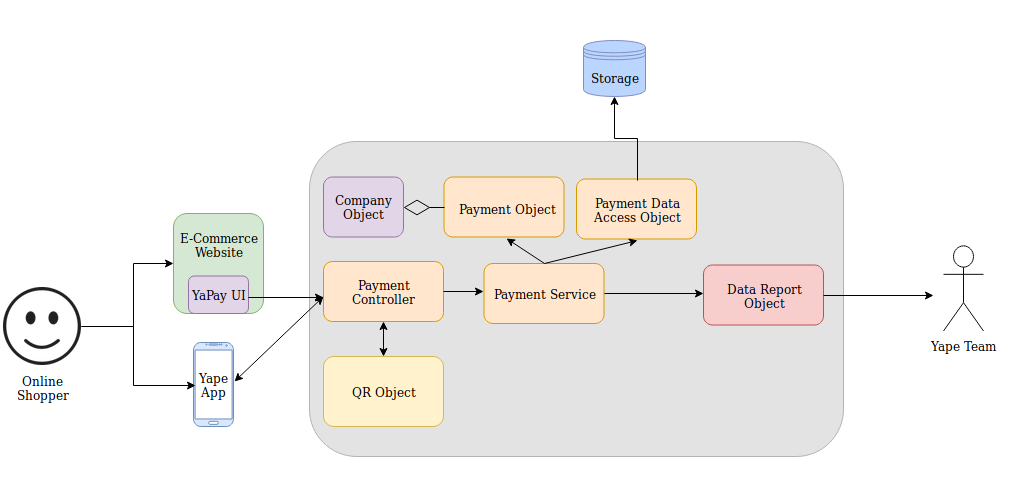 Storage
Company
Object
Payment Object
Payment Data
Access Object
E-Commerce
Website
YaPay UI
Payment
Controller
Payment Service
Data Report
Object
Online
Shopper
Yape
App
QR Object
Yape Team